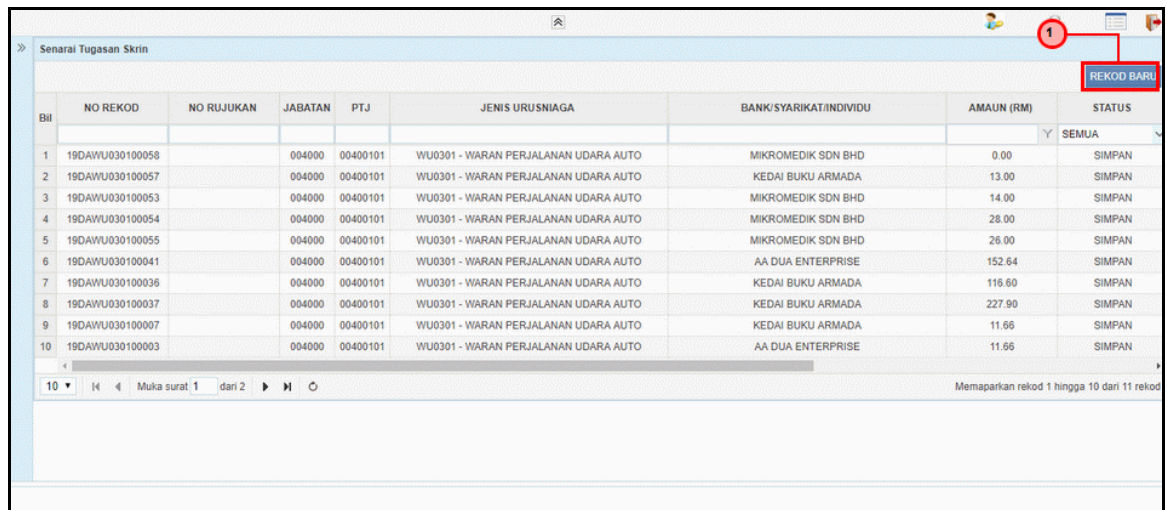 1
» Senarai Tugasan Skrin
REKOD BARU
Bil NO REKOD NO RUJUKAN JABATAN PTJ JENIS URUSNIAGA BANK/SYARIKAT/INDIVIDU AMAUN (RM) STATUS
SEMUA
1 19DAWU030100058 004000 00400101 WU0301 - WARAN PERJALANAN UDARA AUTO MIKROMEDIK SDN BHD 0.00 SIMPAN
2 19DAWU030100057 004000 00400101 WU0301 - WARAN PERJALANAN UDARA AUTO KEDAI BUKU ARMADA 13.00 SIMPAN
3 19DAWU030100053 004000 00400101 WU0301 - WARAN PERJALANAN UDARA AUTO MIKROMEDIK SDN BHD 14.00 SIMPAN
4 19DAWU030100054 004000 00400101 WU0301 - WARAN PERJALANAN UDARA AUTO MIKROMEDIK SDN BHD 28.00 SIMPAN
5 19DAWU030100055 004000 00400101 WU0301 - WARAN PERJALANAN UDARA AUTO MIKROMEDIK SDN BHD 26.00 SIMPAN
6 19DAWU030100041 004000 00400101 WU0301 - WARAN PERJALANAN UDARA AUTO AA DUA ENTERPRISE 152.64 SIMPAN
7 19DAWU030100036 004000 00400101 WU0301 - WARAN PERJALANAN UDARA AUTO KEDAI BUKU ARMADA 116.60 SIMPAN
8 19DAWU030100037 004000 00400101 WU0301 - WARAN PERJALANAN UDARA AUTO KEDAI BUKU ARMADA 227.90 SIMPAN
9 19DAWU030100007 004000 00400101 WU0301 - WARAN PERJALANAN UDARA AUTO KEDAI BUKU ARMADA 11.66 SIMPAN
10 19DAWU030100003 004000 00400101 WU0301 - WARAN PERJALANAN UDARA AUTO AA DUA ENTERPRISE 11.66 SIMPAN
10 Muka surat 1 dari 2 Memaparkan rekod 1 hingga 10 dari 11 rekod